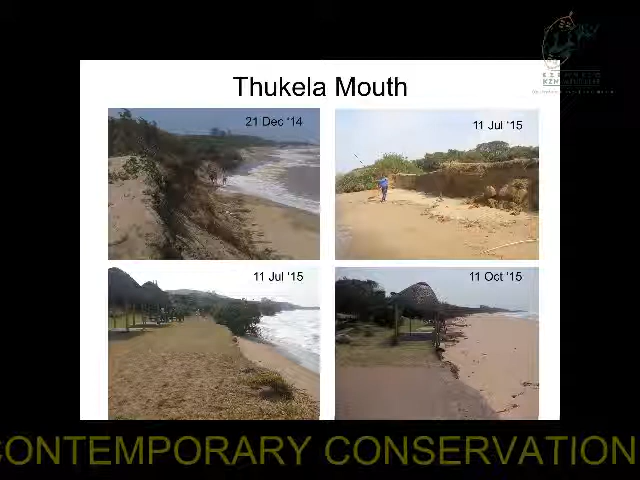 Thukela Mouth
21 Dec '14
11 Jul '15
11 Jul '15
11 Oct '15
CONTEMPORARY CONSERVATION